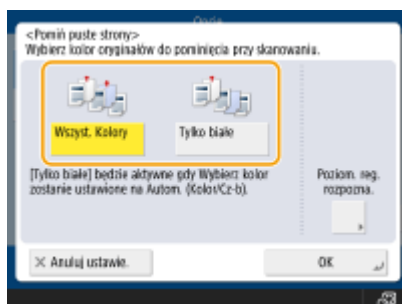 Opcje
<Pomiń puste strony>
Wybierz kolor oryginałów do pominięcia przy skanowaniu.
Wszyst. Kolory
Tylko białe
[Tylko białe] będzie aktywne gdy Wybierz kolor
zostanie ustawione na Autom. (Kolor/Cz-b).
Poziom. reg.
rozpozna.
× Anuluj ustawie.
OK